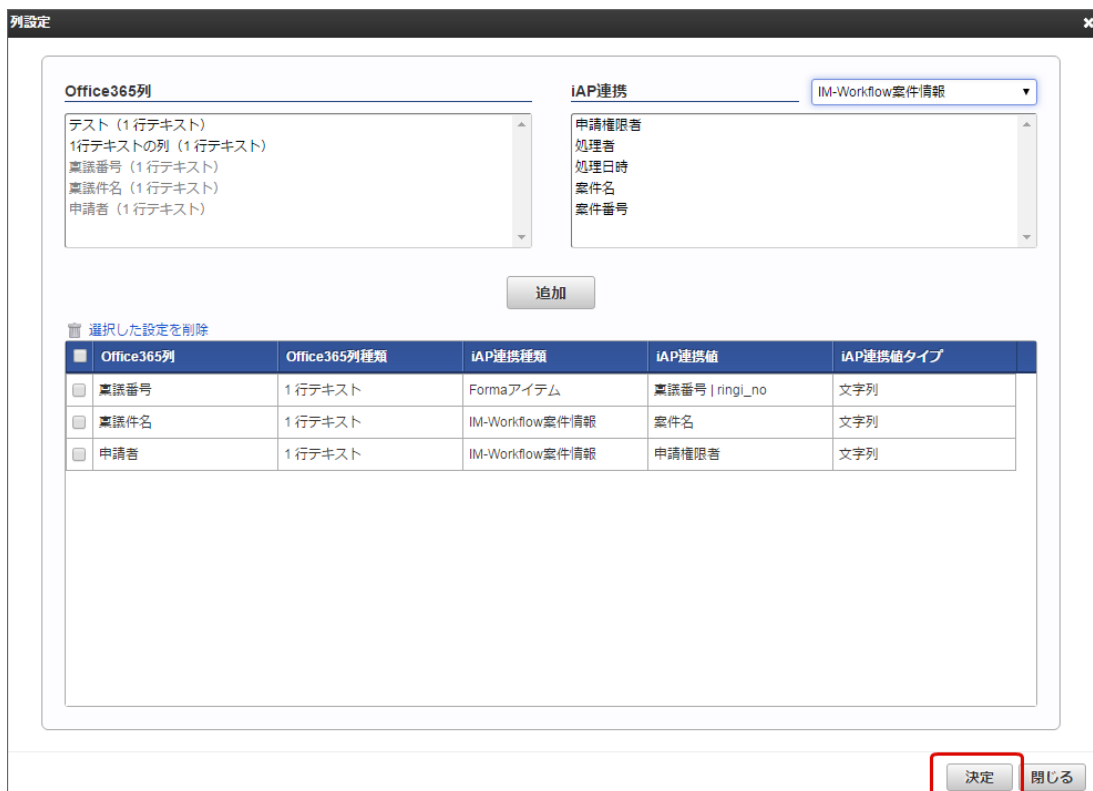 列設定
Office365列
iAP連携
IM-Workflow案件情報
テスト（1 行テキスト）
1行テキストの列（1 行テキスト）
稟議番号（1 行テキスト）
稟議件名（1 行テキスト）
申請者（1 行テキスト）
申請権限者
処理者
処理日時
案件名
案件番号
追加
選択した設定を削除
Office365列 Office365列種類 iAP連携種類 iAP連携値 iAP連携値タイプ
稟議番号 1 行テキスト Formaアイテム 稟議番号 | ringi_no 文字列
稟議件名 1 行テキスト IM-Workflow案件情報 案件名 文字列
申請者 1 行テキスト IM-Workflow案件情報 申請権限者 文字列
決定 閉じる